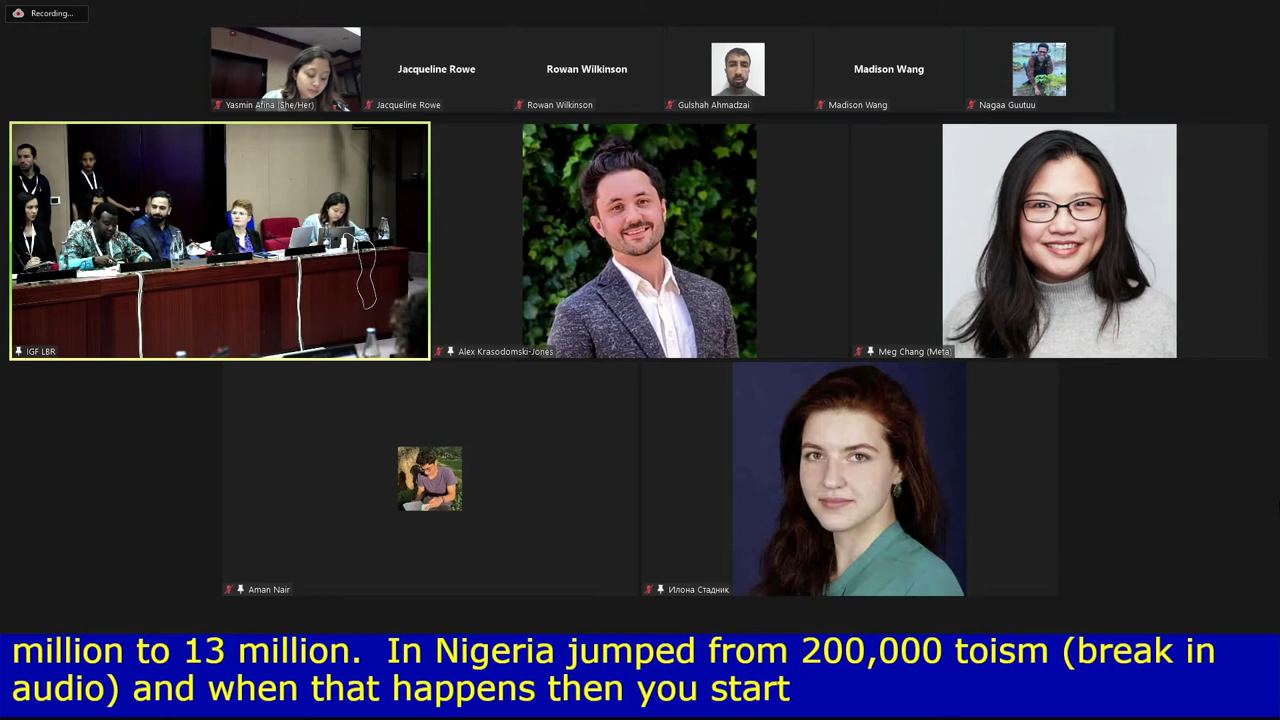 Recording...
Jacqueline Rowe
Rowan Wilkinson
Madison Wang
Yasmin Afina (She/Her)
Jacqueline Rowe
Rowan Wilkinson
Gulshah Ahmadzai
Madison Wang
Nagaa Guutuu
IGF LBR
Alex Krasodomski-Jones
Meg Chang (Meta)
Aman Nair
Илона Стадник
million to 13 million.  In Nigeria jumped from 200,000 toism (break in
audio) and when that happens then you start